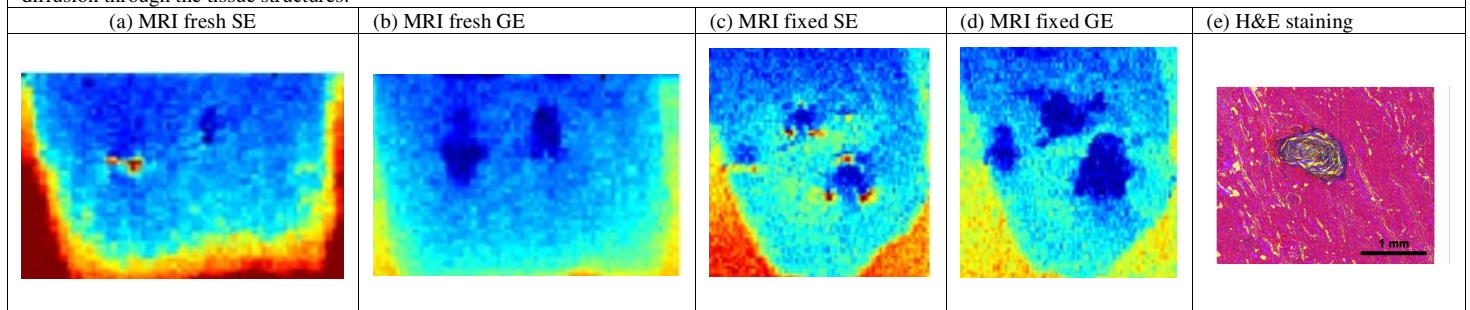 diffusion through the tissue structures.
(a) MRI fresh SE
(b) MRI fresh GE
(c) MRI fixed SE
(d) MRI fixed GE
(e) H&E staining
1 mm